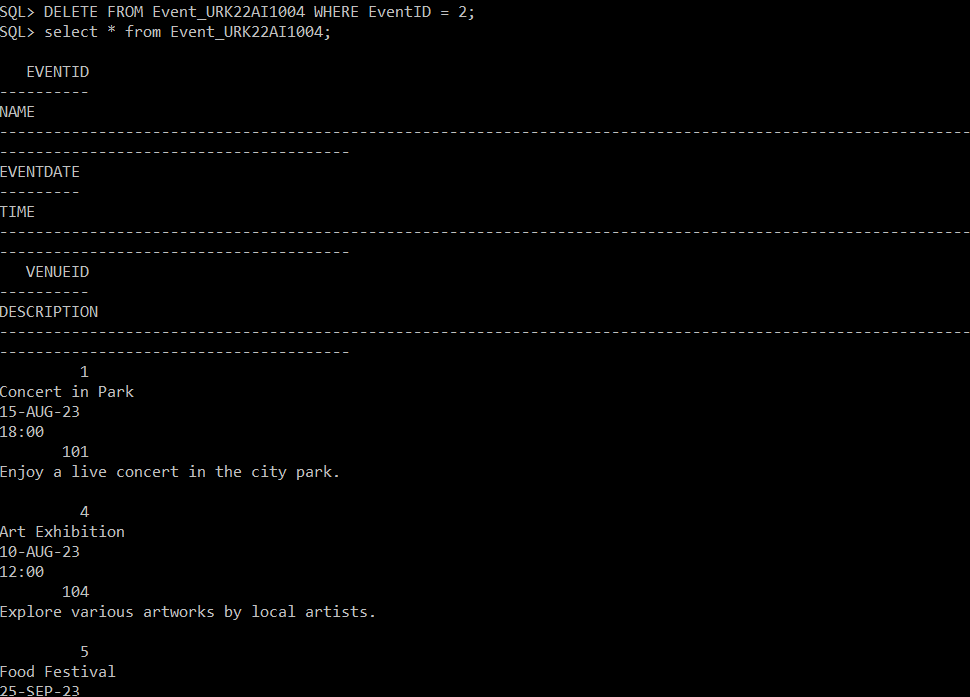 SQL> DELETE FROM Event_URK22AI1004 WHERE EventID = 2;
SQL> select * from Event_URK22AI1004;
   EVENTID
----------
NAME
------------------------------------------------------------------------------------------------------------
---------------------------------------
EVENTDATE
---------
TIME
------------------------------------------------------------------------------------------------------------
---------------------------------------
   VENUEID
----------
DESCRIPTION
------------------------------------------------------------------------------------------------------------
---------------------------------------
         1
Concert in Park
15-AUG-23
18:00
       101
Enjoy a live concert in the city park.
         4
Art Exhibition
10-AUG-23
12:00
       104
Explore various artworks by local artists.
         5
Food Festival
25-SEP-23